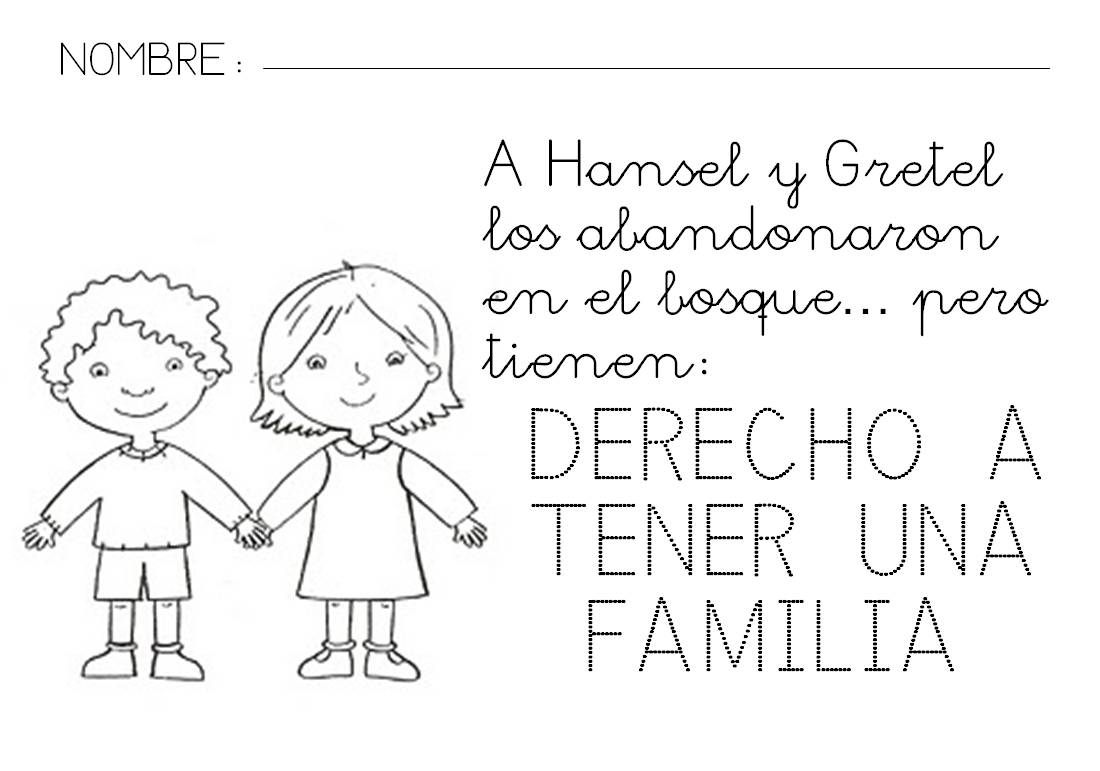 NOMBRE:
A Hansel y Gretel
los abandonaron
en el bosque... pero
tienen:
DERECHO A
TENER UNA
FAMILIA